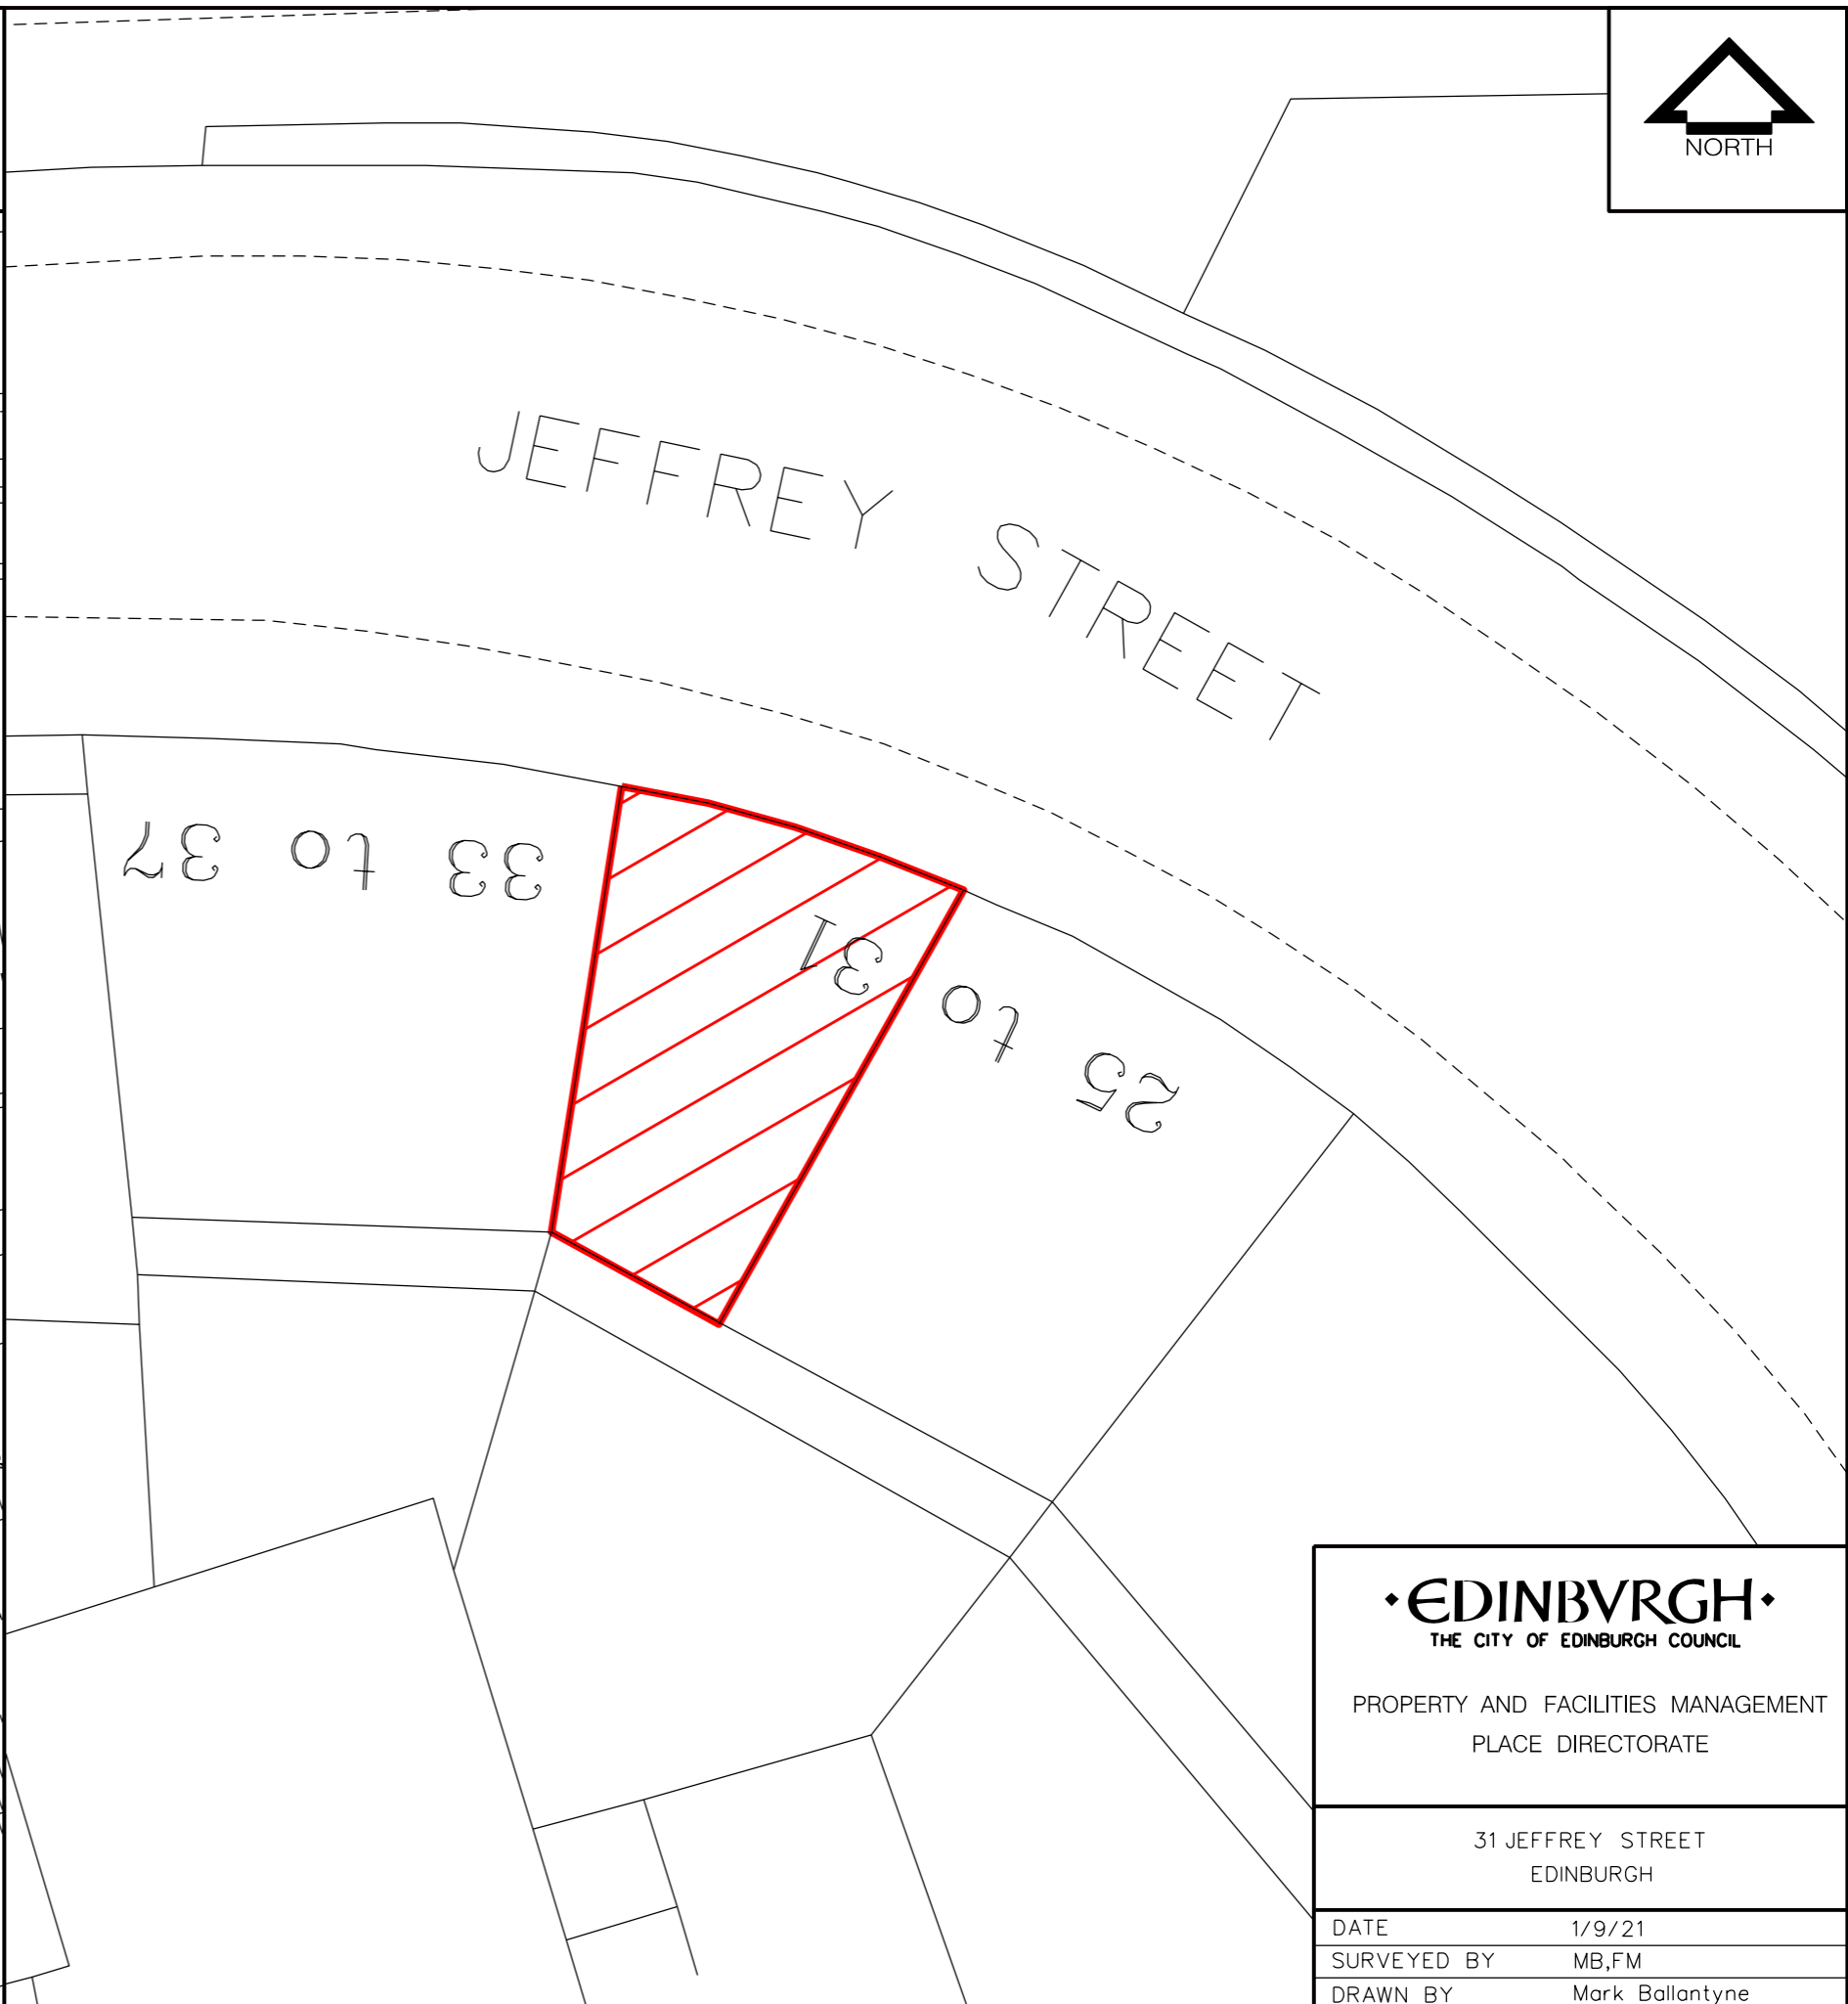 NORTH
JEFFREY STREET
33 to 37
25 to 31
EDINBVRGH
THE CITY OF EDINBURGH COUNCIL
PROPERTY AND FACILITIES MANAGEMENT
PLACE DIRECTORATE
31 JEFFREY STREET
EDINBURGH
DATE 1/9/21
SURVEYED BY MB,FM
DRAWN BY Mark Ballantyne